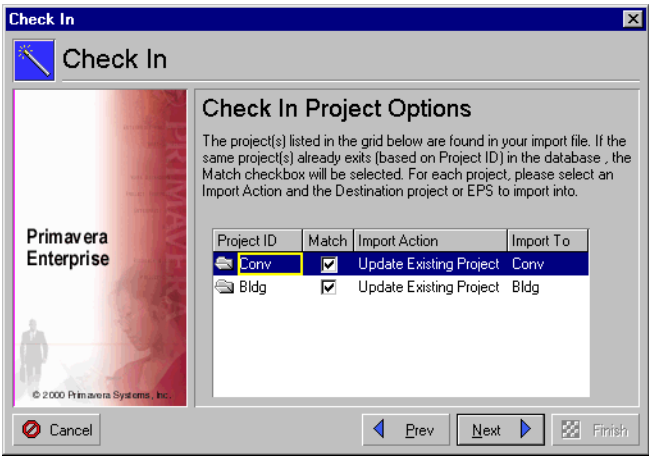 Check In
Check In
Check In Project Options
The project(s) listed in the grid below are found in your import file. If the
same project(s) already exits (based on Project ID) in the database , the
Match checkbox will be selected. For each project, please select an
Import Action and the Destination project or EPS to import into.
PRIMAVERA
Primavera
Enterprise
Project ID Match Import Action Import To
Conv Update Existing Project Conv
Bldg Update Existing Project Bldg
© 2000 Primavera Systems, Inc.
Cancel Prev Next Finish